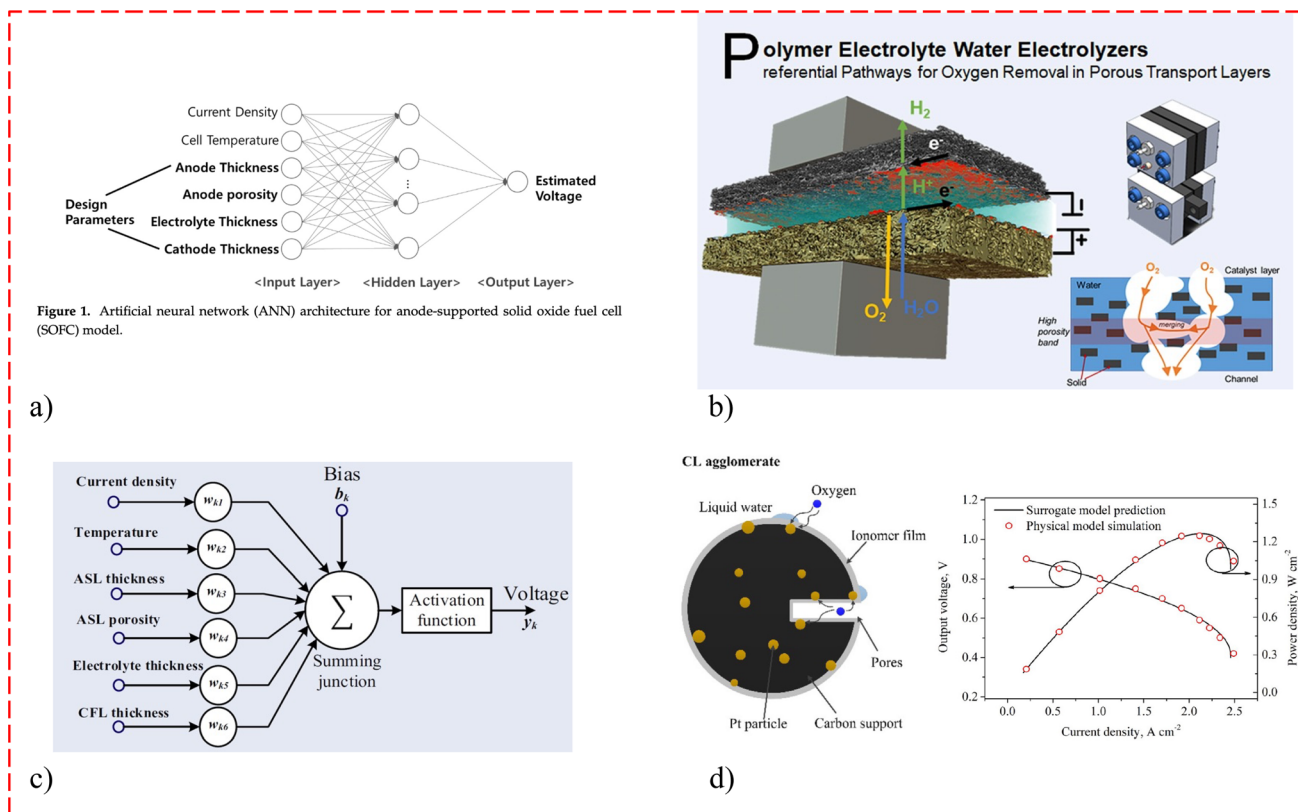 Current Density
Cell Temperature
Anode Thickness
Design
Parameters
Anode porosity
Electrolyte Thickness
Cathode Thickness
Estimated
Voltage
<Input Layer> <Hidden Layer> <Output Layer>
Figure 1. Artificial neural network (ANN) architecture for anode-supported solid oxide fuel cell
(SOFC) model.
a)
Polymer Electrolyte Water Electrolyzers
referential Pathways for Oxygen Removal in Porous Transport Layers
H2
e-
H+
e-
O2
H2O
I
+
O2
O2
Catalyst layer
Water
High
porosity
band
merging
Solid
Channel
b)
Current density
wk1
Temperature
wk2
ASL thickness
wk3
ASL porosity
wk4
Electrolyte thickness
wk5
CFL thickness
wk6
Bias
bk
Σ
Summing
junction
Activation
function
Voltage
yk
c)
CL agglomerate
Oxygen
Liquid water
Ionomer film
Pores
Pt particle
Carbon support
Surrogate model prediction
Physical model simulation
Output voltage, V
1.2
1.0
0.8
0.6
0.4
0.2
0.0 0.5 1.0 1.5 2.0 2.5
Current density, A cm-2
1.5
1.2
0.9
0.6
0.3
0.0
Power density, W cm-2
d)